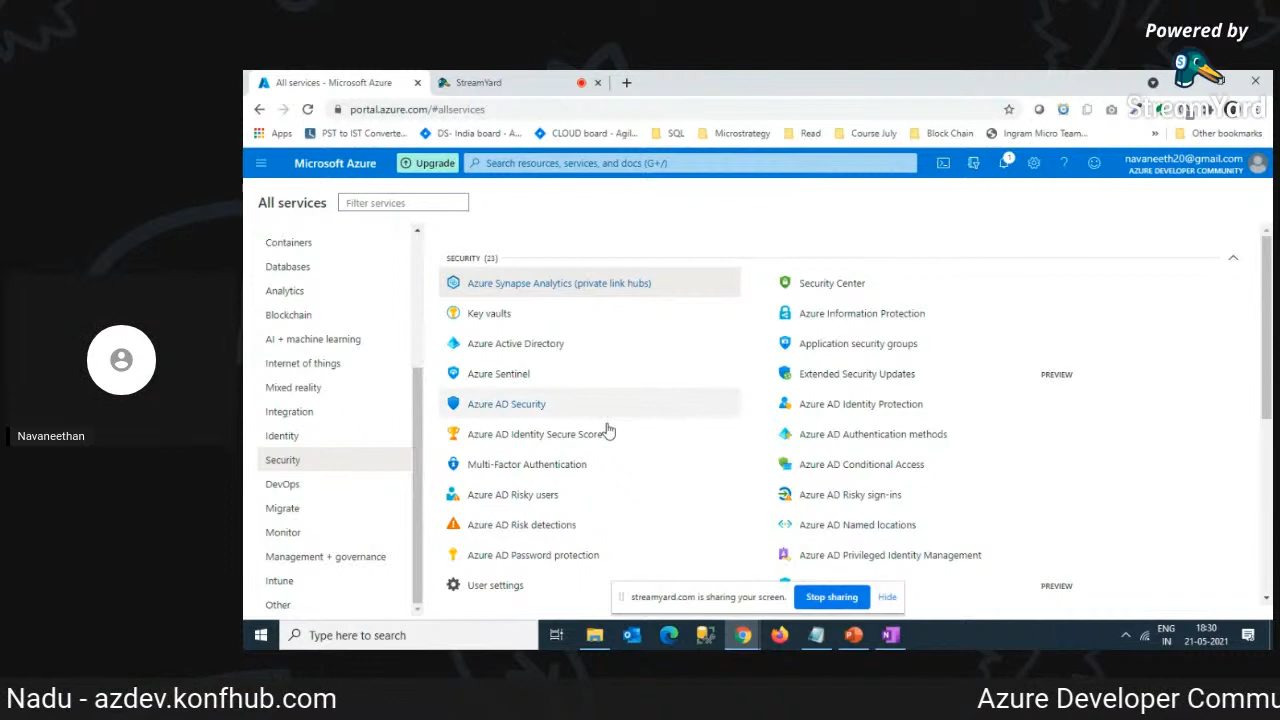 Powered by
StreamYard
All services - Microsoft Azure
StreamYard
portal.azure.com/#allservices
Apps
PST to IST Converte...
DS- India board - A...
CLOUD board - Agil...
SQL
Microstrategy
Read
Course July
Block Chain
Ingram Micro Team...
»
Other bookmarks
Microsoft Azure
Upgrade
Search resources, services, and docs (G+/)
1
navaneeth20@gmail.com
AZURE DEVELOPER COMMUNITY
All services
Filter services
Containers
Databases
Analytics
Blockchain
AI + machine learning
Internet of things
Mixed reality
Integration
Identity
Security
DevOps
Migrate
Monitor
Management + governance
Intune
Other
SECURITY (23)
Azure Synapse Analytics (private link hubs)
Security Center
Key vaults
Azure Information Protection
Azure Active Directory
Application security groups
Azure Sentinel
Extended Security Updates
PREVIEW
Azure AD Security
Azure AD Identity Protection
Azure AD Identity Secure Score
Azure AD Authentication methods
Multi-Factor Authentication
Azure AD Conditional Access
Azure AD Risky users
Azure AD Risky sign-ins
Azure AD Risk detections
Azure AD Named locations
Azure AD Password protection
Azure AD Privileged Identity Management
User settings
PREVIEW
streamyard.com is sharing your screen.
Stop sharing
Hide
Type here to search
ENG
IN
18:30
21-05-2021
Navaneethan
Nadu - azdev.konfhub.com
Azure Developer Commu